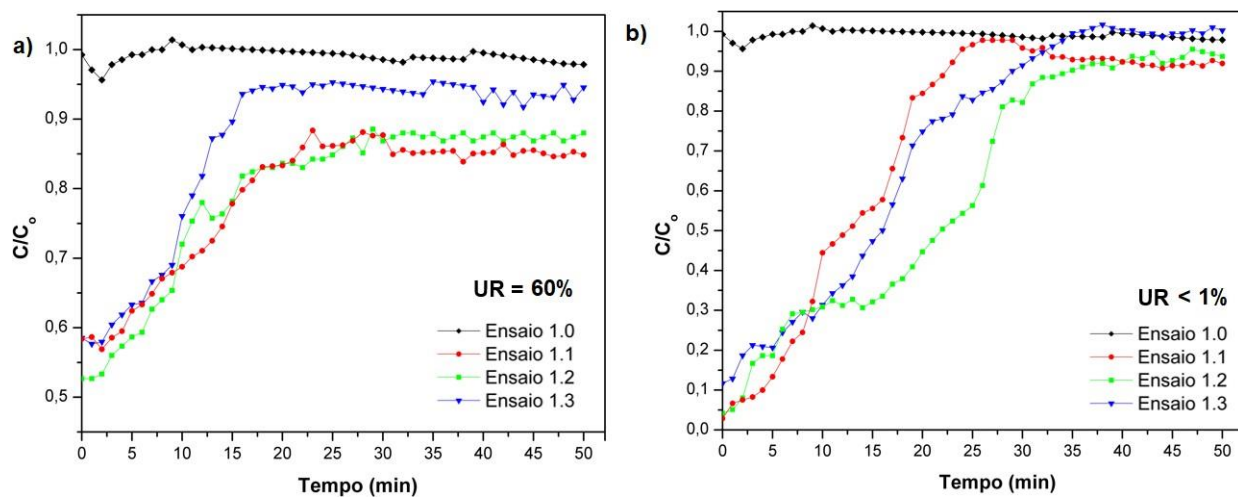 a)
C/Cₒ
1,0
0,9
0,8
0,7
0,6
0,5
UR = 60%
Ensaio 1.0
Ensaio 1.1
Ensaio 1.2
Ensaio 1.3
0 5 10 15 20 25 30 35 40 45 50
Tempo (min)
b)
C/Cₒ
1,0
0,9
0,8
0,7
0,6
0,5
0,4
0,3
0,2
0,1
0,0
UR < 1%
Ensaio 1.0
Ensaio 1.1
Ensaio 1.2
Ensaio 1.3
0 5 10 15 20 25 30 35 40 45 50
Tempo (min)